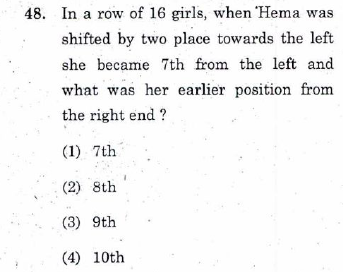 48. In a row of 16 girls, when Hema was
shifted by two place towards the left
she became 7th from the left and
what was her earlier position from
the right end ?
(1) 7th
(2) 8th
(3) 9th
(4) 10th